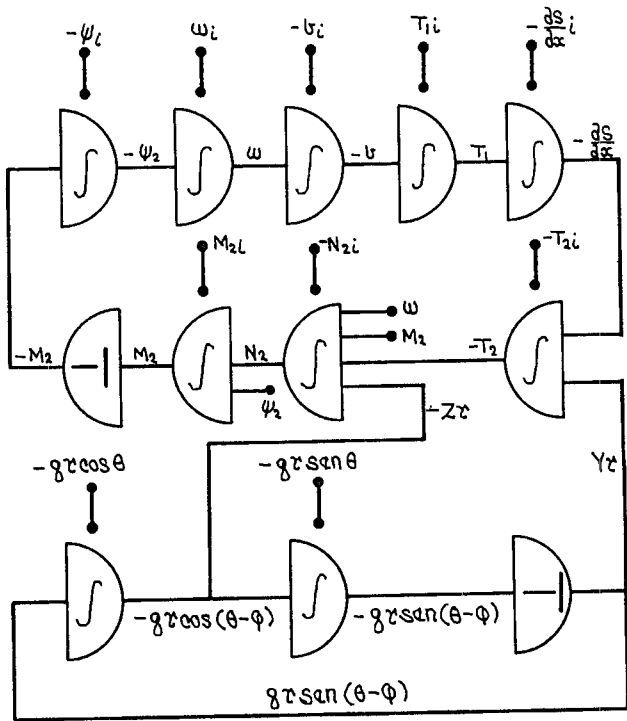 -ψi ωi -υi T1i -∂S/∂x i
∫ ∫ ∫ ∫ ∫
-ψ2 ω -υ T1 -∂S/∂x
M2i -N2i -T2i
ω
M2
-M2 M2 N2 -T2
∫ ∫ ∫
ψ2
-Zr
Yr
-grcosθ -grsenθ
∫ ∫
-grcos(θ-φ) -grsen(θ-φ)
grsen(θ-φ)